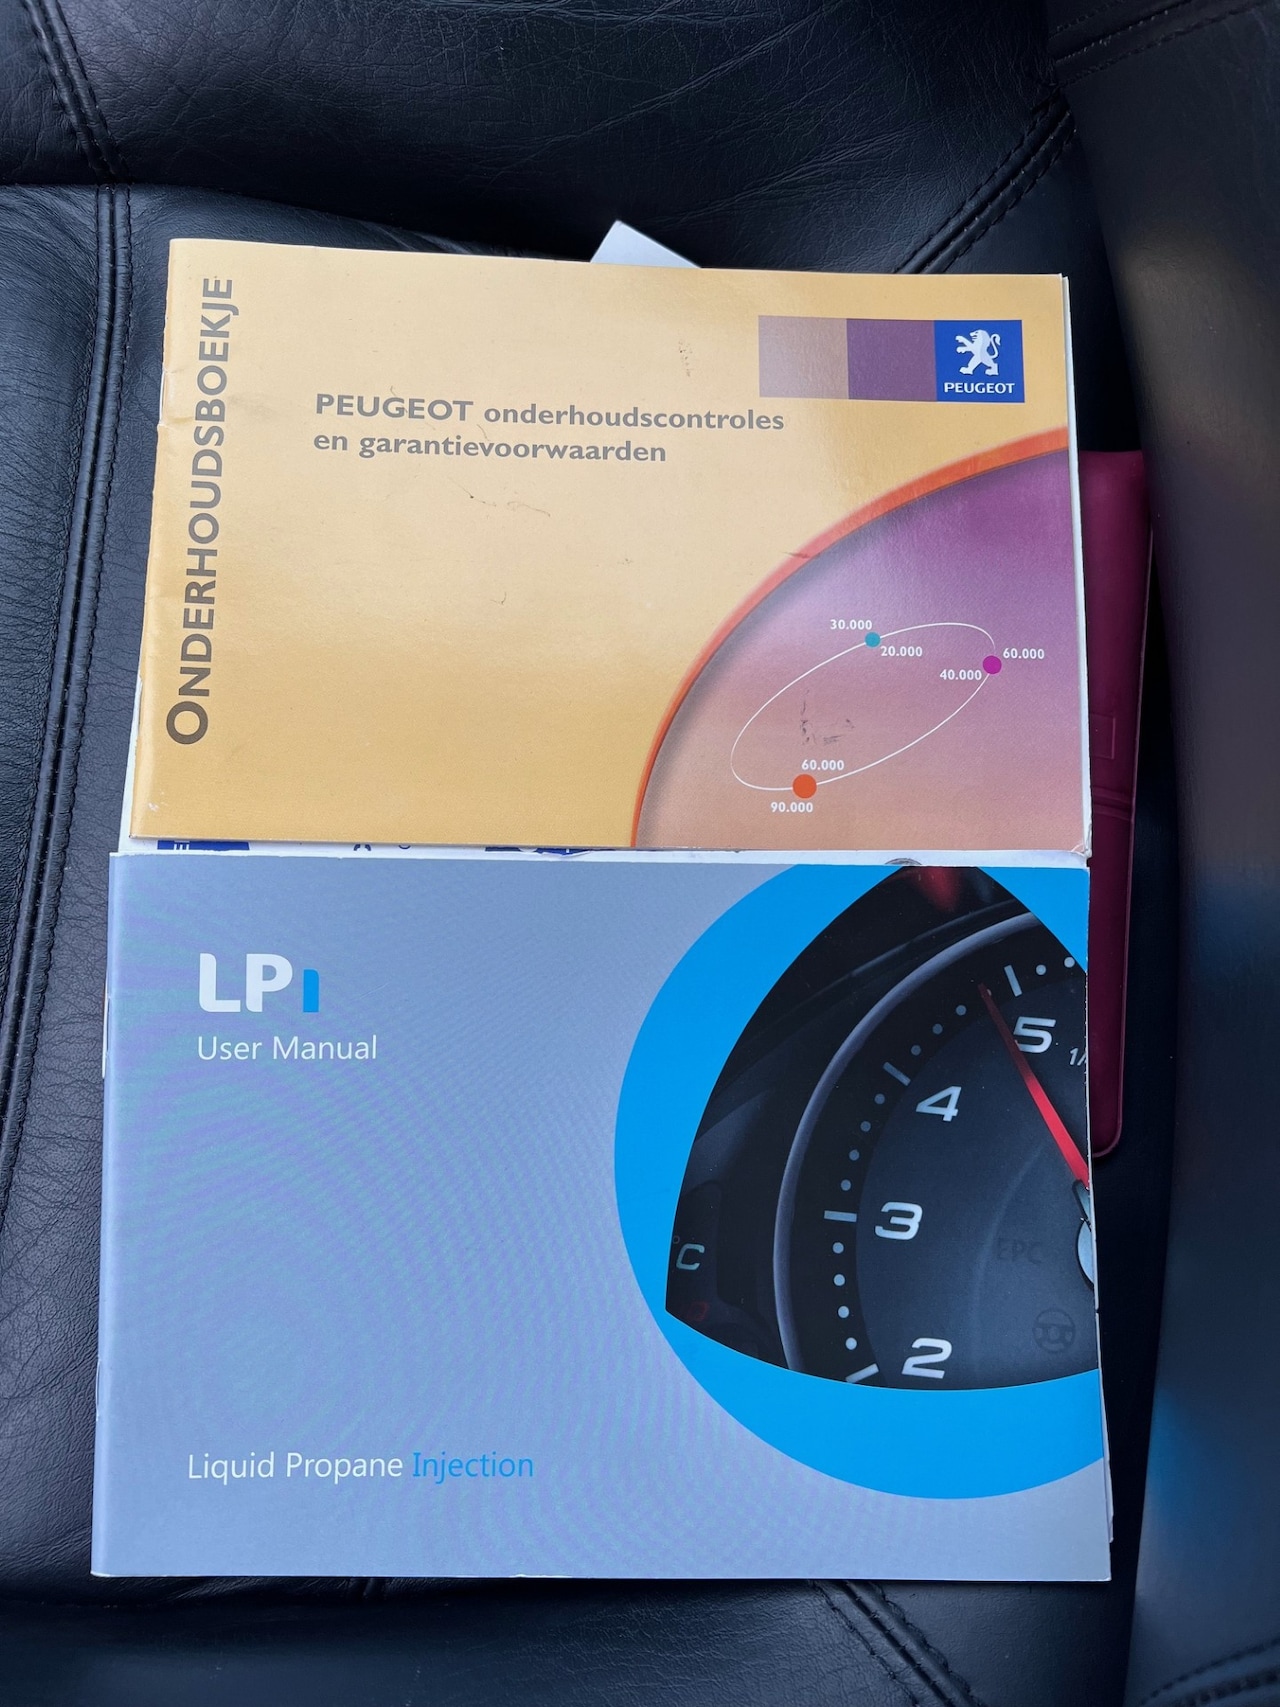 ONDERHOUDSBOEKJE
PEUGEOT onderhoudscontroles
en garantievoorwaarden
PEUGEOT
30.000
20.000
60.000
40.000
60.000
90.000
LPi
User Manual
5
4
3
EPC
°C
2
Liquid Propane Injection